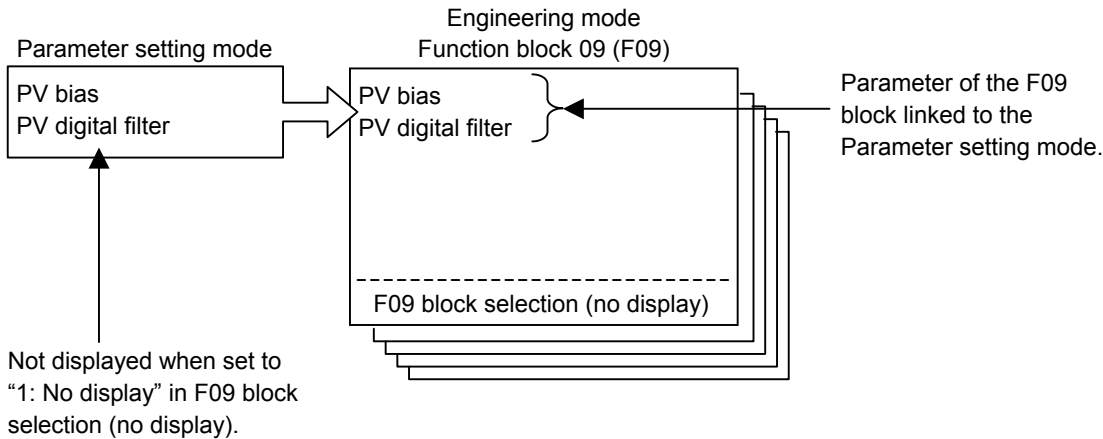 Engineering mode
Function block 09 (F09)
Parameter setting mode
PV bias
PV digital filter
PV bias
PV digital filter
Parameter of the F09
block linked to the
Parameter setting mode.
F09 block selection (no display)
Not displayed when set to
“1: No display” in F09 block
selection (no display).